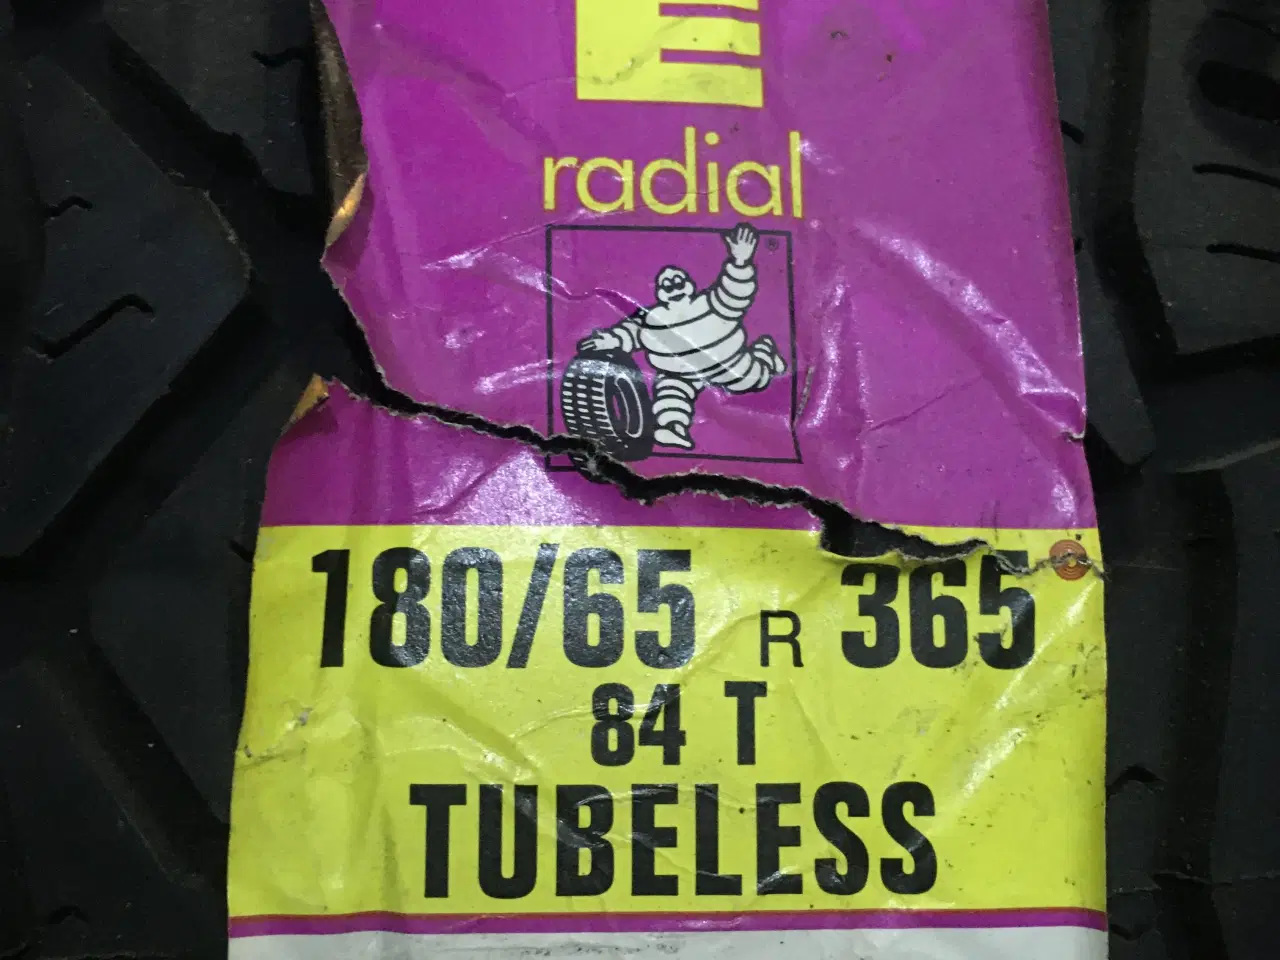 E
radial
®
180/65 R 365
84 T
TUBELESS